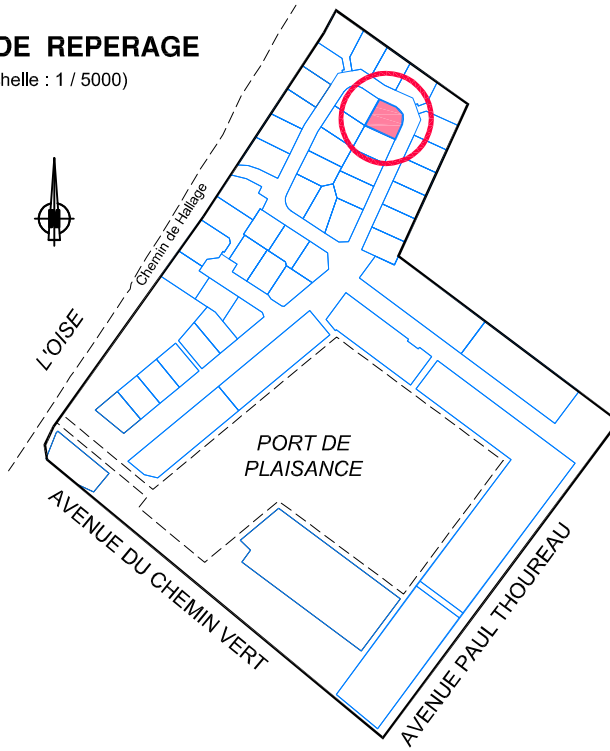 DE REPERAGE
helle : 1 / 5000)
Chemin de Hallage
L'OISE
PORT DE
PLAISANCE
AVENUE DU CHEMIN VERT
AVENUE PAUL THOUREAU